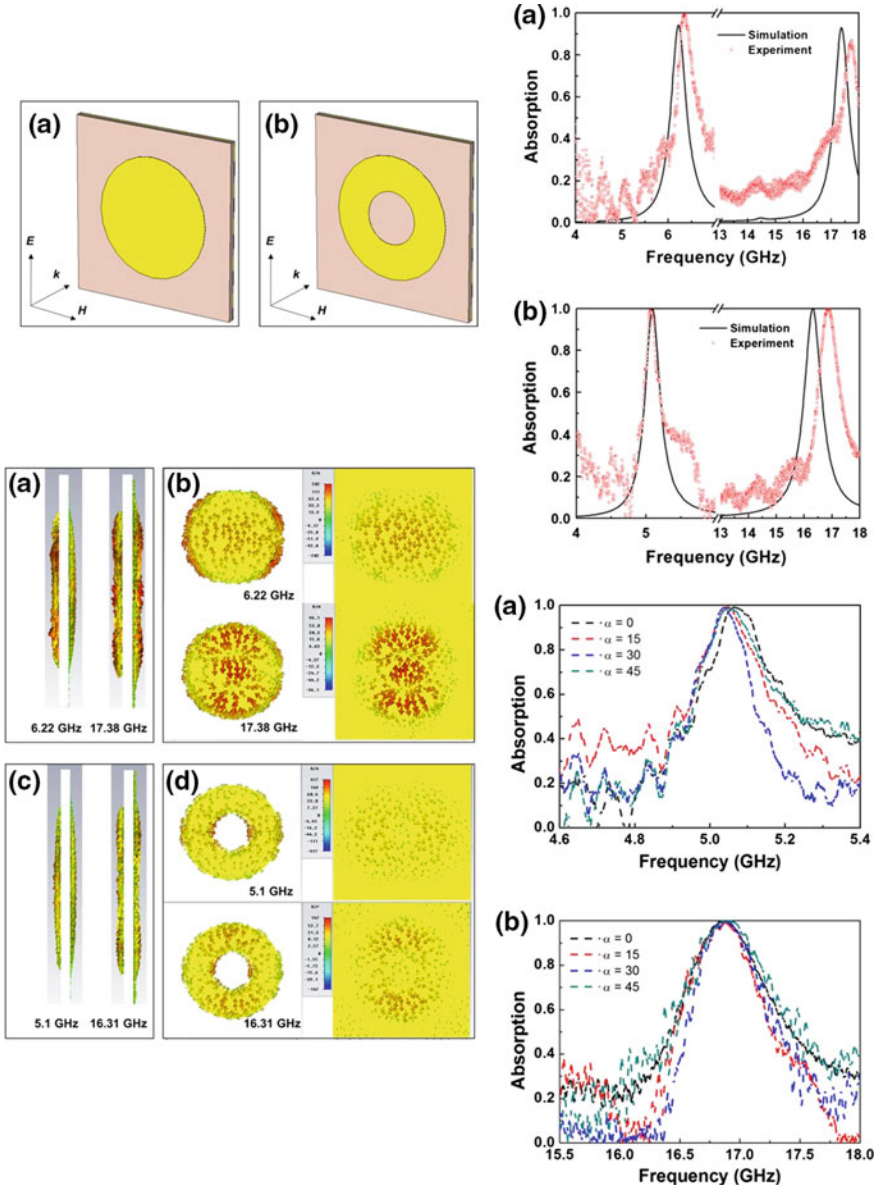 (a)
E
k
H
(b)
E
k
H
(a)
Absorption
1.0
0.8
0.6
0.4
0.2
0.0
Simulation
Experiment
4 5 6 13 14 15 16 17 18
Frequency (GHz)
(b)
Absorption
1.0
0.8
0.6
0.4
0.2
0.0
Simulation
Experiment
4 5 13 14 15 16 17 18
Frequency (GHz)
(a)
6.22 GHz 17.38 GHz
(b)
6.22 GHz
17.38 GHz
(c)
5.1 GHz 16.31 GHz
(d)
5.1 GHz
16.31 GHz
(a)
Absorption
1.0
0.8
0.6
0.4
0.2
0.0
α = 0
α = 15
α = 30
α = 45
4.6 4.8 5.0 5.2 5.4
Frequency (GHz)
(b)
Absorption
1.0
0.8
0.6
0.4
0.2
0.0
α = 0
α = 15
α = 30
α = 45
15.5 16.0 16.5 17.0 17.5 18.0
Frequency (GHz)